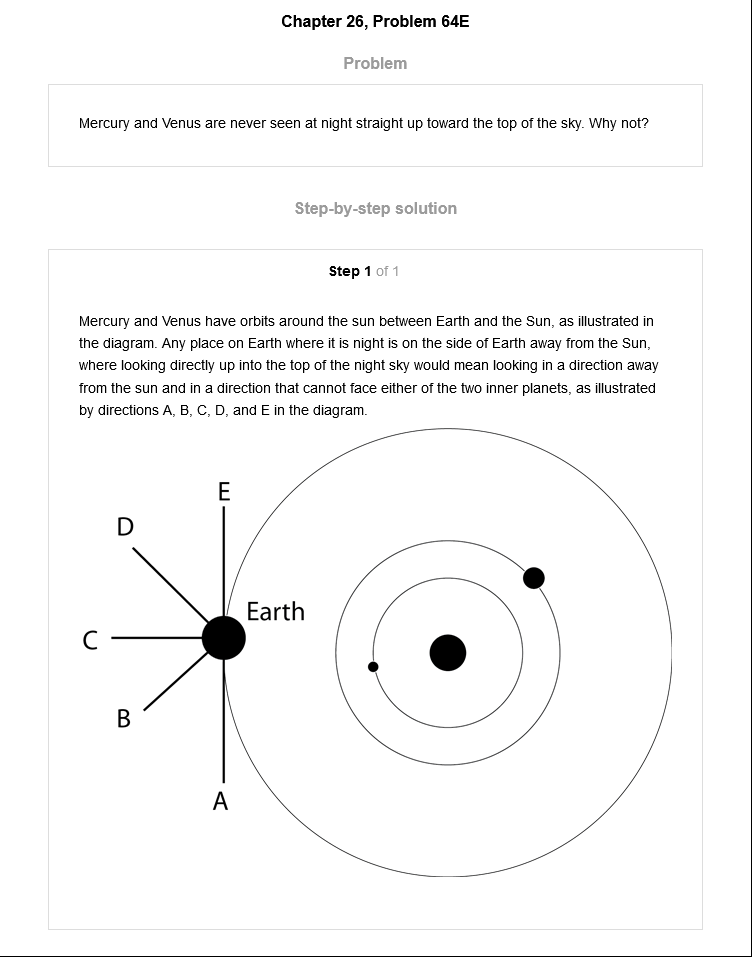 Chapter 26, Problem 64E
Problem
Mercury and Venus are never seen at night straight up toward the top of the sky. Why not?
Step-by-step solution
Step 1 of 1
Mercury and Venus have orbits around the sun between Earth and the Sun, as illustrated in
the diagram. Any place on Earth where it is night is on the side of Earth away from the Sun,
where looking directly up into the top of the night sky would mean looking in a direction away
from the sun and in a direction that cannot face either of the two inner planets, as illustrated
by directions A, B, C, D, and E in the diagram.
E
D
Earth
C
B
A